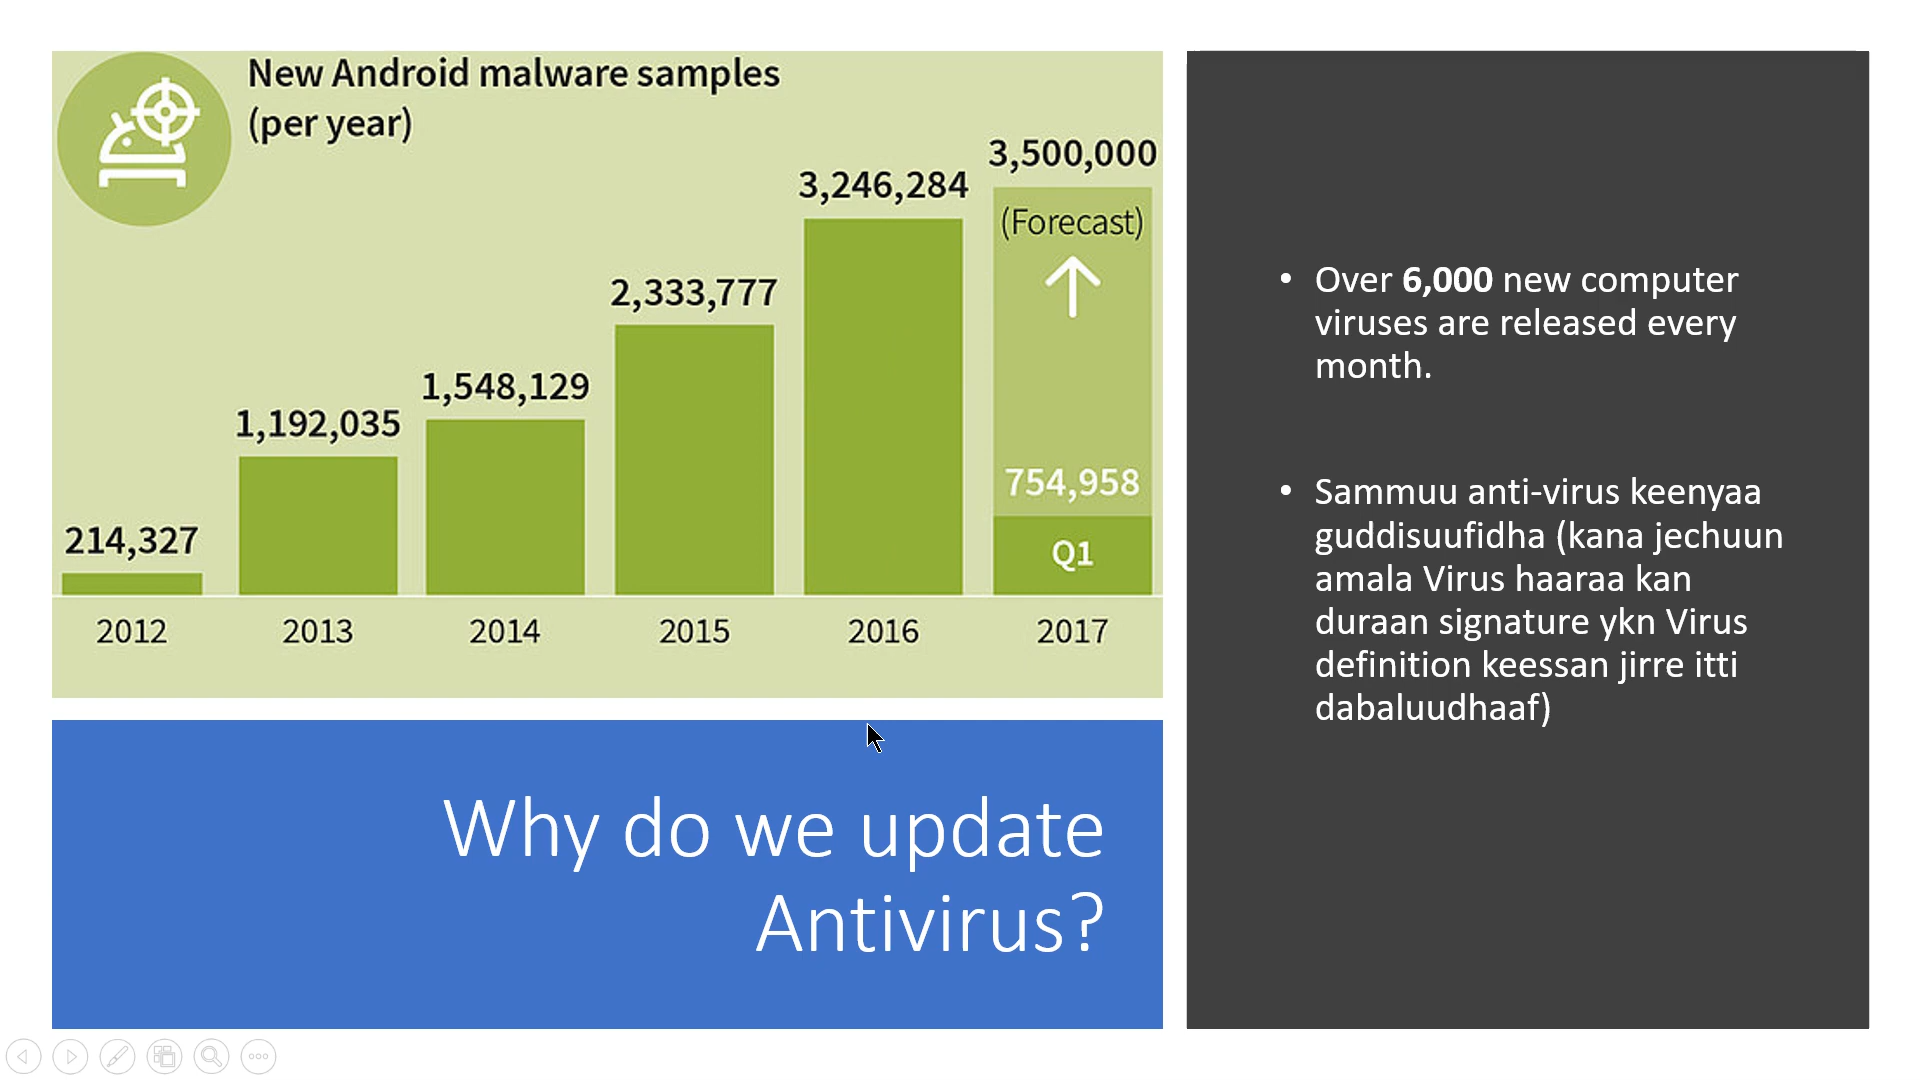 New Android malware samples
(per year)
3,500,000
3,246,284
(Forecast)
2,333,777
1,548,129
1,192,035
754,958
214,327
Q1
2012 2013 2014 2015 2016 2017
Why do we update
Antivirus?
• Over 6,000 new computer
viruses are released every
month.
• Sammuu anti-virus keenyaa
guddisuufidha (kana jechuun
amala Virus haaraa kan
duraan signature ykn Virus
definition keessan jirre itti
dabaluudhaaf)